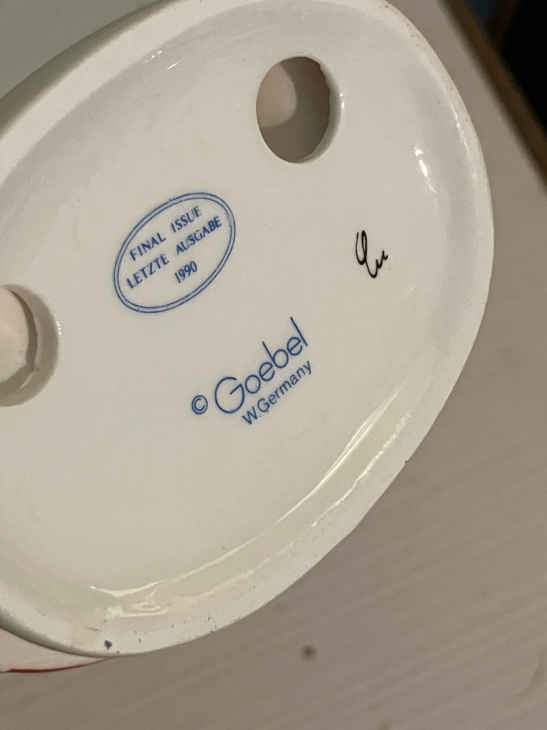 FINAL ISSUE
LETZTE AUSGABE
1990
© Goebel
W.Germany